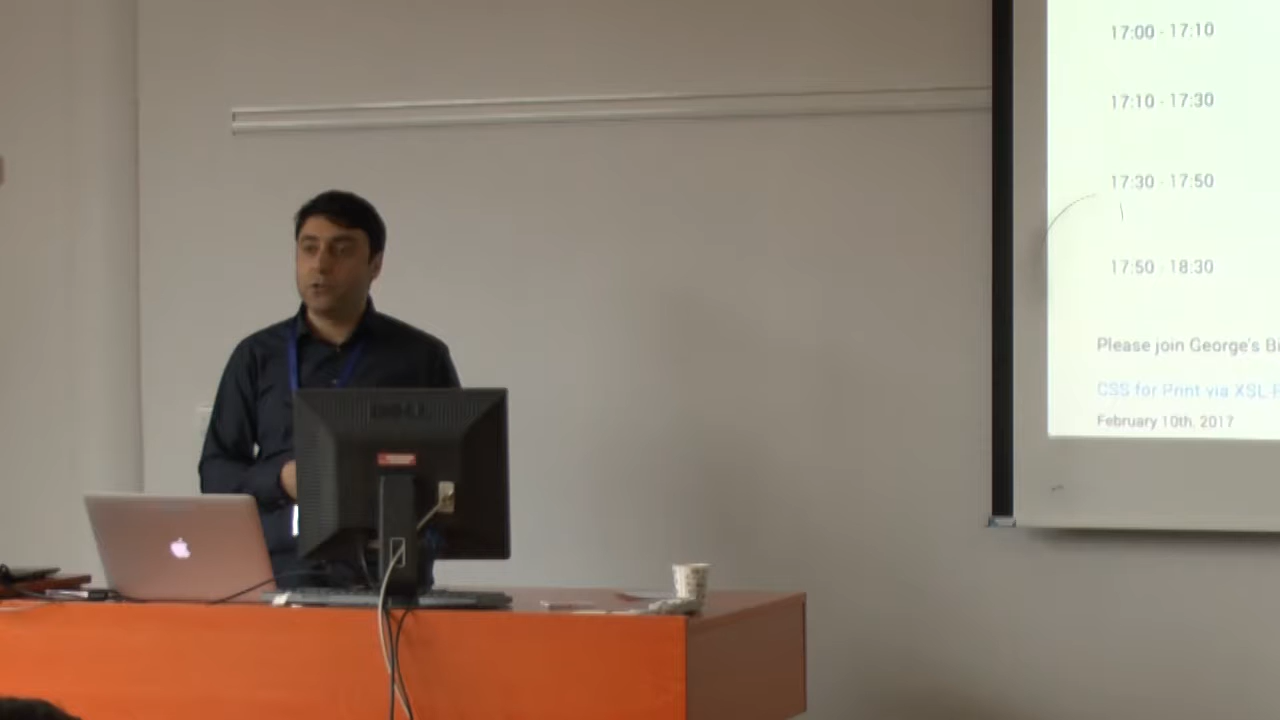 17:00 - 17:10
17:10 - 17:30
17:30 - 17:50
17:50 - 18:30
Please join George's
CSS for Print via XSL
February 10th, 2017
DELL